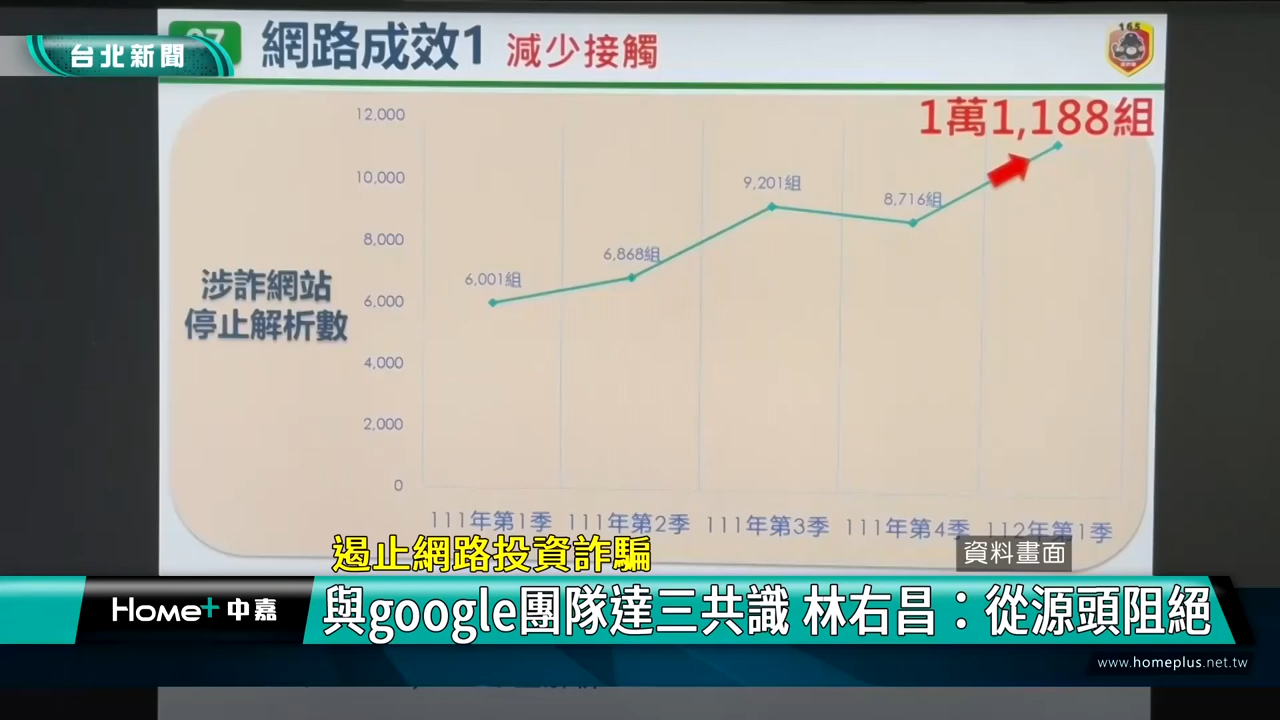 台北新聞
07
網路成效1 減少接觸
165
1萬1,188組
12,000
10,000
8,000
6,000
4,000
2,000
0
涉詐網站
停止解析數
6,001組
6,868組
9,201組
8,716組
111年第1季 111年第2季 111年第3季 111年第4季 112年第1季
遏止網路投資詐騙
資料畫面
Home+中嘉
與google團隊達三共識 林右昌：從源頭阻絕
www.homeplus.net.tw